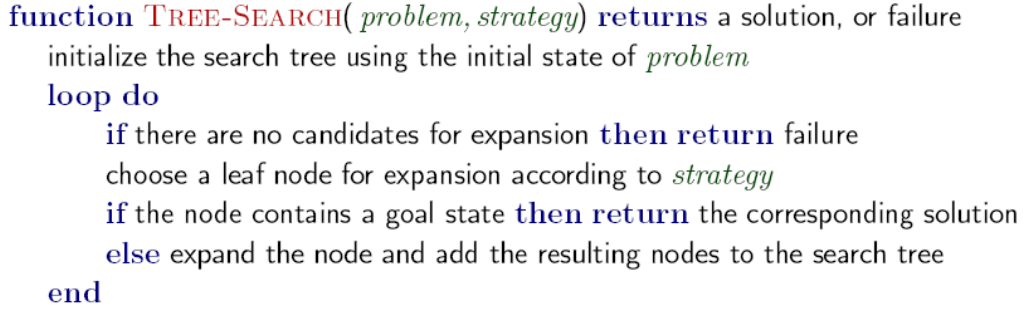 function TREE-SEARCH( problem, strategy) returns a solution, or failure
initialize the search tree using the initial state of problem
loop do
if there are no candidates for expansion then return failure
choose a leaf node for expansion according to strategy
if the node contains a goal state then return the corresponding solution
else expand the node and add the resulting nodes to the search tree
end